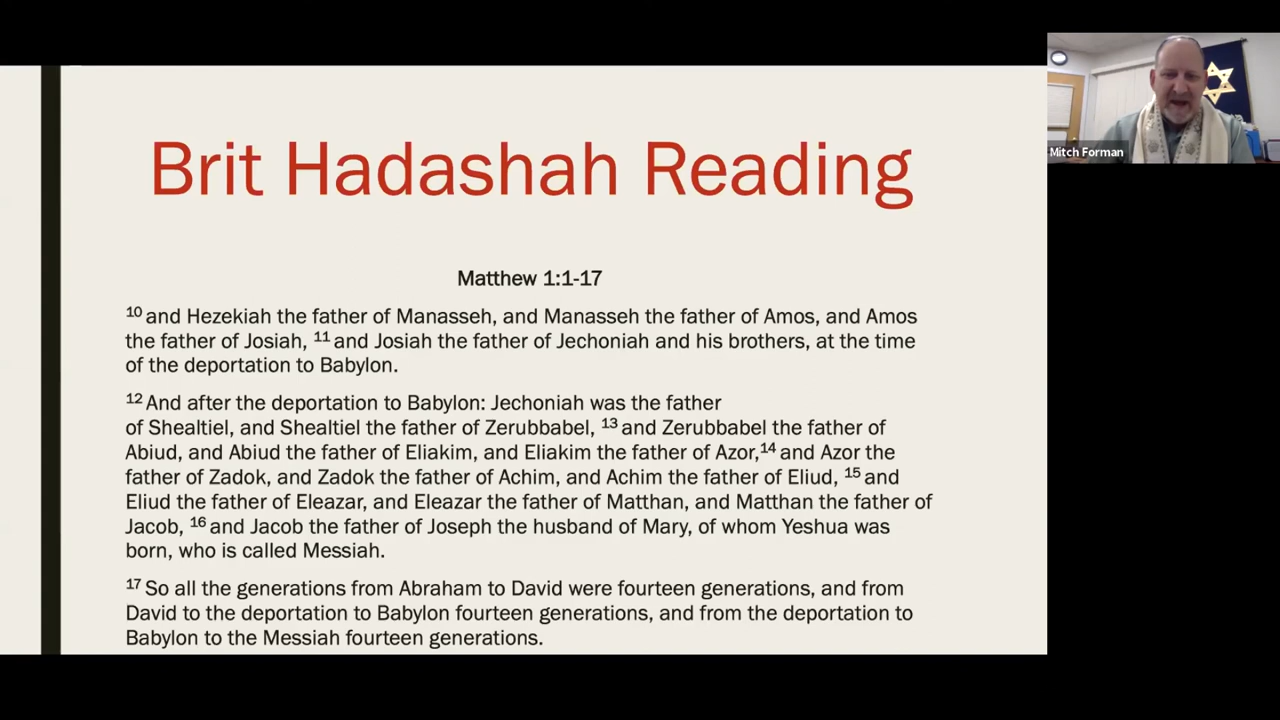 Brit Hadashah Reading
Mitch Forman
Matthew 1:1-17
10 and Hezekiah the father of Manasseh, and Manasseh the father of Amos, and Amos
the father of Josiah, 11 and Josiah the father of Jechoniah and his brothers, at the time
of the deportation to Babylon.
12 And after the deportation to Babylon: Jechoniah was the father
of Shealtiel, and Shealtiel the father of Zerubbabel, 13 and Zerubbabel the father of
Abiud, and Abiud the father of Eliakim, and Eliakim the father of Azor,14 and Azor the
father of Zadok, and Zadok the father of Achim, and Achim the father of Eliud, 15 and
Eliud the father of Eleazar, and Eleazar the father of Matthan, and Matthan the father of
Jacob, 16 and Jacob the father of Joseph the husband of Mary, of whom Yeshua was
born, who is called Messiah.
17 So all the generations from Abraham to David were fourteen generations, and from
David to the deportation to Babylon fourteen generations, and from the deportation to
Babylon to the Messiah fourteen generations.